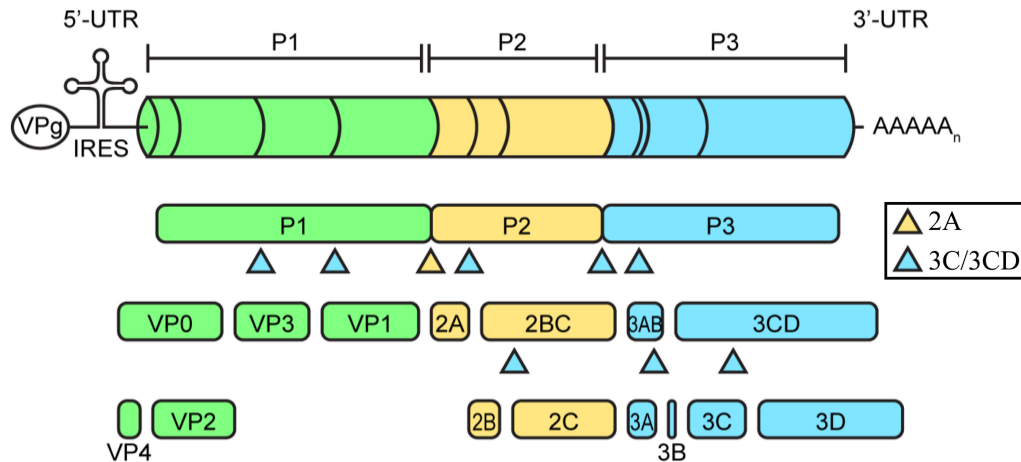 5’-UTR
3’-UTR
P1
P2
P3
VPg
IRES
AAAAAn
P1
P2
P3
2A
3C/3CD
VP0
VP3
VP1
2A
2BC
3AB
3CD
VP4
VP2
2B
2C
3A
3B
3C
3D